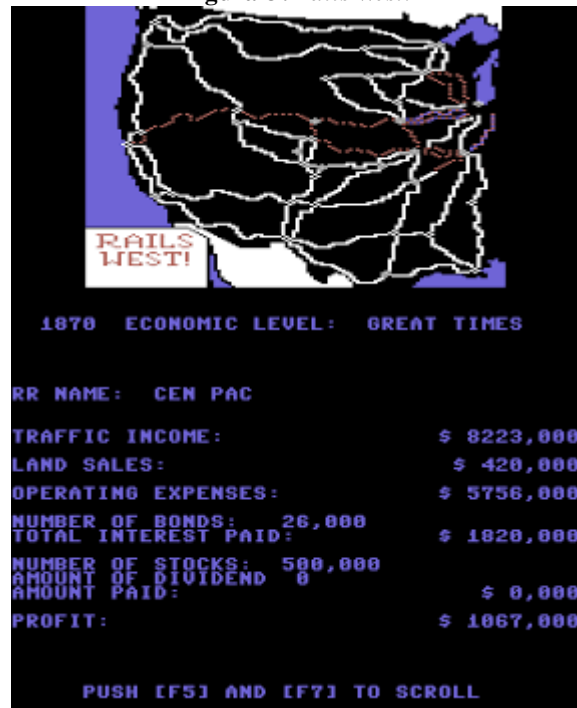 RAILS
WEST!
1870 ECONOMIC LEVEL: GREAT TIMES
RR NAME: CEN PAC
TRAFFIC INCOME: $ 8223,000
LAND SALES: $ 420,000
OPERATING EXPENSES: $ 5756,000
NUMBER OF BONDS: 26,000
TOTAL INTEREST PAID: $ 1820,000
NUMBER OF STOCKS: 500,000
AMOUNT OF DIVIDEND 0
AMOUNT PAID: $ 0,000
PROFIT: $ 1067,000
PUSH [F5] AND [F7] TO SCROLL